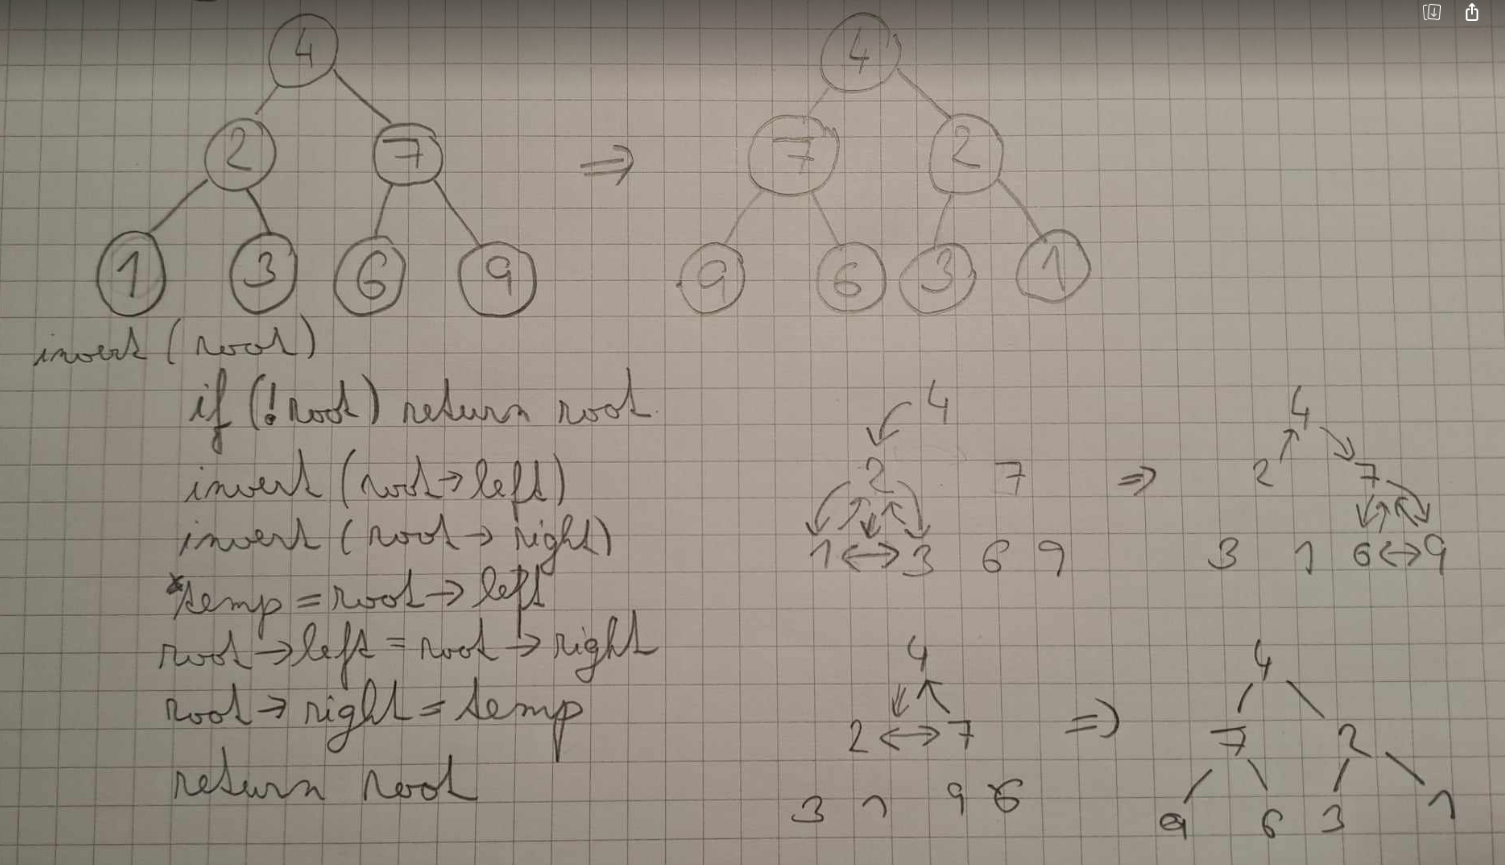 4 4
2 7 ⇒ 7 2
1 3 6 9 9 6 3 1
invert (root)
if (!root) return root
invert (root→left)
invert (root→right)
*temp = root→left
root→left = root→right
root→right = temp
return root
4 4
2 7 ⇒ 2 7
1 ↔ 3 6 9 3 1 6 ↔ 9
4 4
2 ↔ 7 ⇒ 7 2
3 1 9 6 9 6 3 1